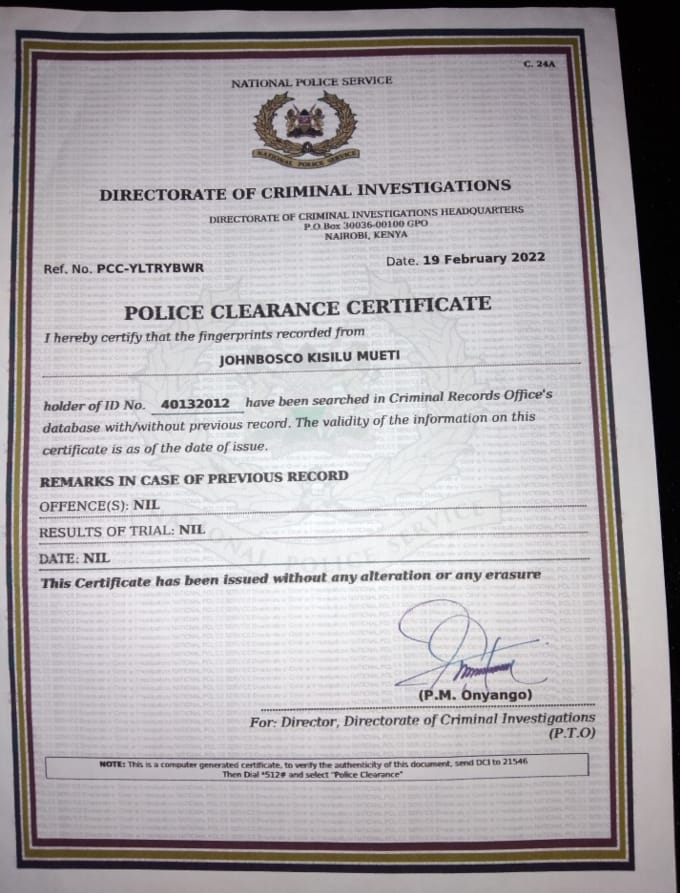 C. 24A
NATIONAL POLICE SERVICE
NATIONAL POLICE SERVICE
DIRECTORATE OF CRIMINAL INVESTIGATIONS
DIRECTORATE OF CRIMINAL INVESTIGATIONS HEADQUARTERS
P.O.Box 30036-00100 GPO
NAIROBI, KENYA
Ref. No. PCC-YLTRYBWR
Date. 19 February 2022
POLICE CLEARANCE CERTIFICATE
I hereby certify that the fingerprints recorded from
JOHNBOSCO KISILU MUETI
holder of ID No. 40132012 have been searched in Criminal Records Office's
database with/without previous record. The validity of the information on this
certificate is as of the date of issue.
REMARKS IN CASE OF PREVIOUS RECORD
OFFENCE(S): NIL
RESULTS OF TRIAL: NIL
DATE: NIL
NATIONAL POLICE SERVICE
This Certificate has been issued without any alteration or any erasure
(P.M. Onyango)
For: Director, Directorate of Criminal Investigations
(P.T.O)
NOTE: This is a computer generated certificate, to verify the authenticity of this document, send DCI to 21546
Then Dial *512# and select "Police Clearance"